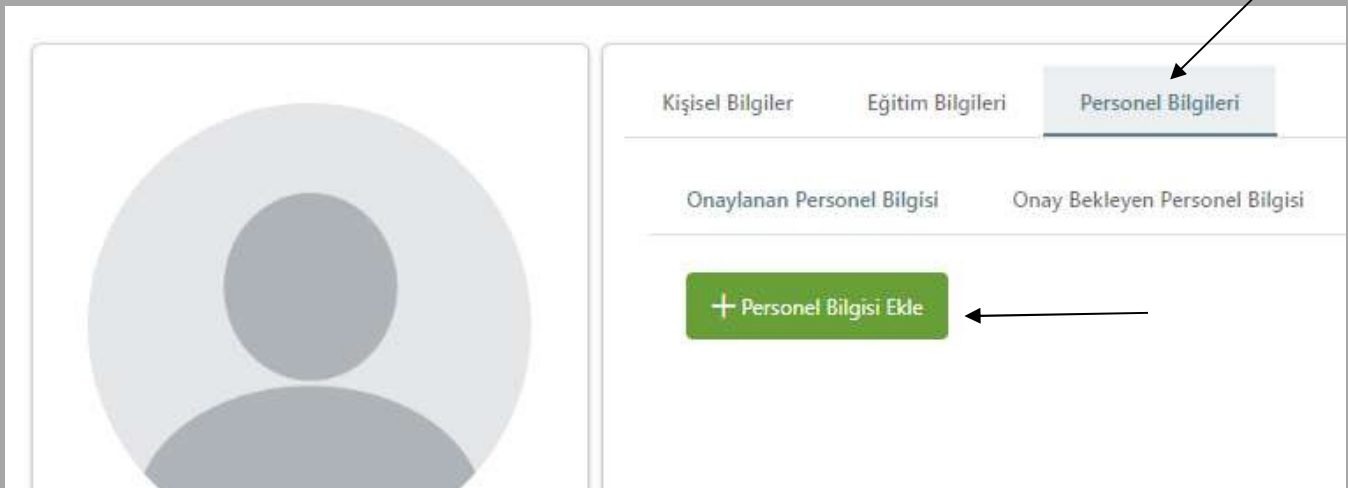 Kişisel Bilgiler Eğitim Bilgileri Personel Bilgileri
Onaylanan Personel Bilgisi Onay Bekleyen Personel Bilgisi
+ Personel Bilgisi Ekle